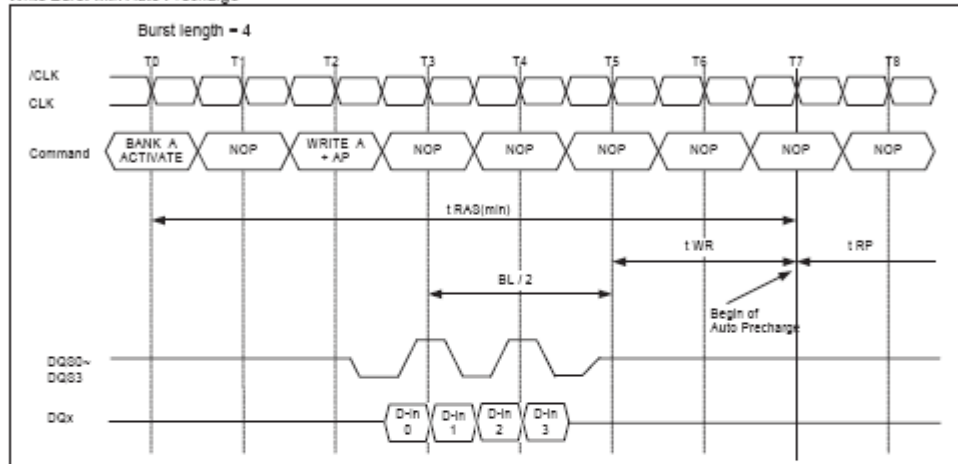 Burst length = 4
T0 T1 T2 T3 T4 T5 T6 T7 T8
/CLK
CLK
Command
BANK A
ACTIVATE
NOP
WRITE A
+ AP
NOP
NOP
NOP
NOP
NOP
NOP
t RAS(min)
t WR
t RP
BL / 2
Begin of
Auto Precharge
DQS0~
DQS3
DQx
D-in
0
D-in
1
D-in
2
D-in
3